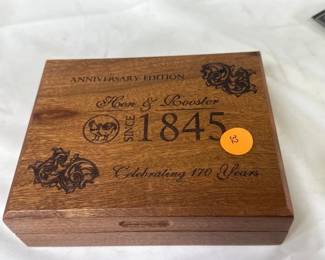 ANNIVERSARY EDITION
Hen & Rooster
SINCE 1845
Celebrating 170 Years